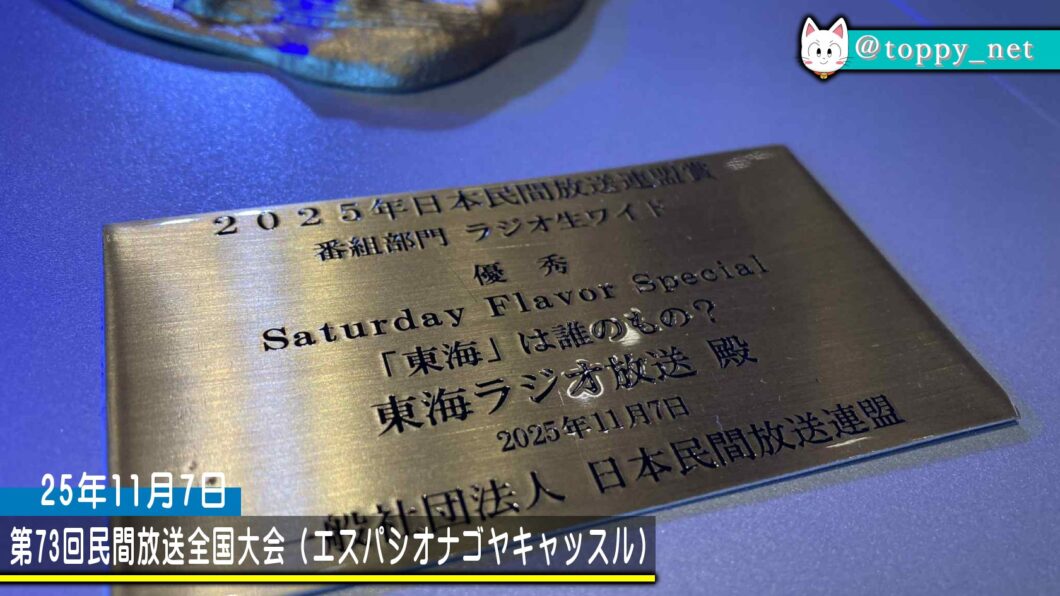 @toppy_net
2025年日本民間放送連盟賞
番組部門 ラジオ生ワイド
優 秀
Saturday Flavor Special
「東海」は誰のもの?
東海ラジオ放送 殿
2025年11月7日
般社団法人 日本民間放送連盟
25年11月7日
第73回民間放送全国大会(エスパシオナゴヤキャッスル)